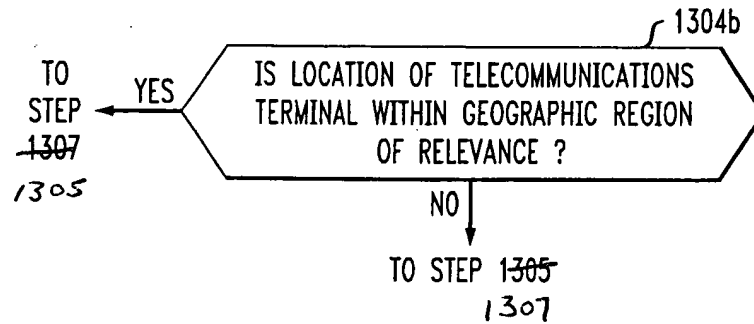 1304b
IS LOCATION OF TELECOMMUNICATIONS
TERMINAL WITHIN GEOGRAPHIC REGION
OF RELEVANCE ?
YES
TO
STEP
1307
1305
NO
TO STEP 1305
1307